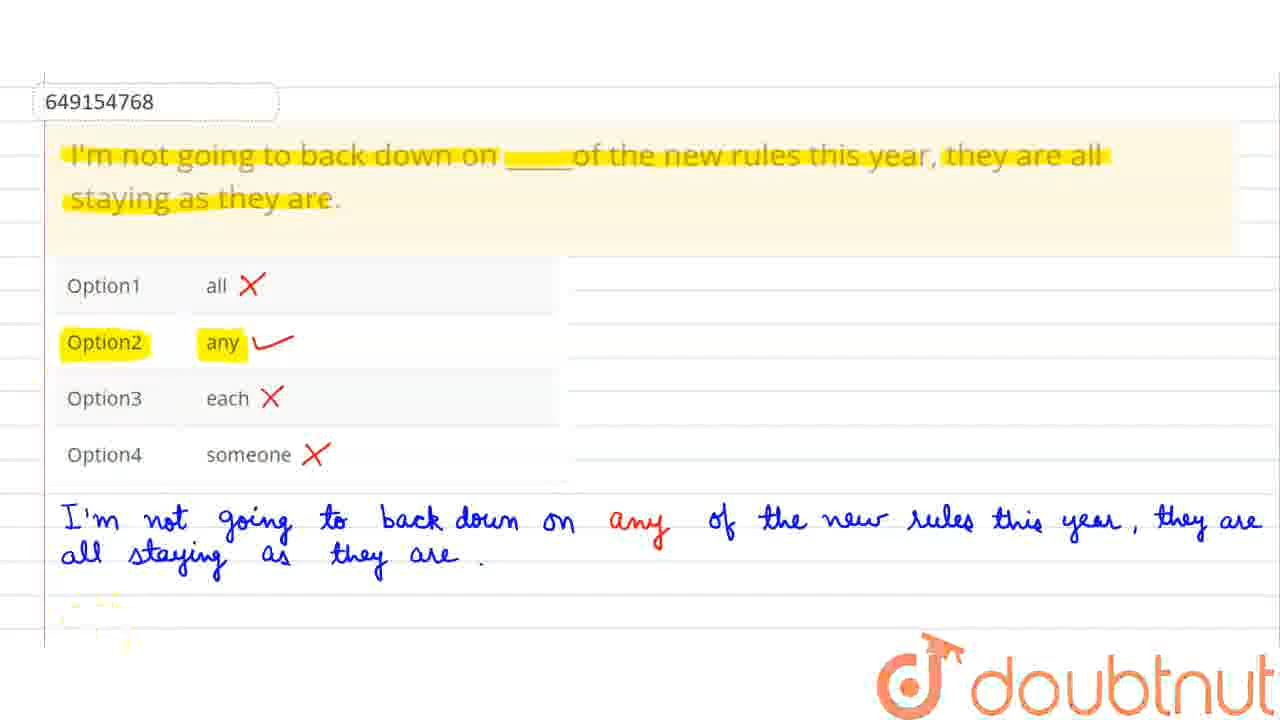 649154768
I'm not going to back down on _____of the new rules this year, they are all
staying as they are.
Option1 all
Option2 any
Option3 each
Option4 someone
I'm not going to back down on any of the new rules this year, they are
all staying as they are.
doubtnut